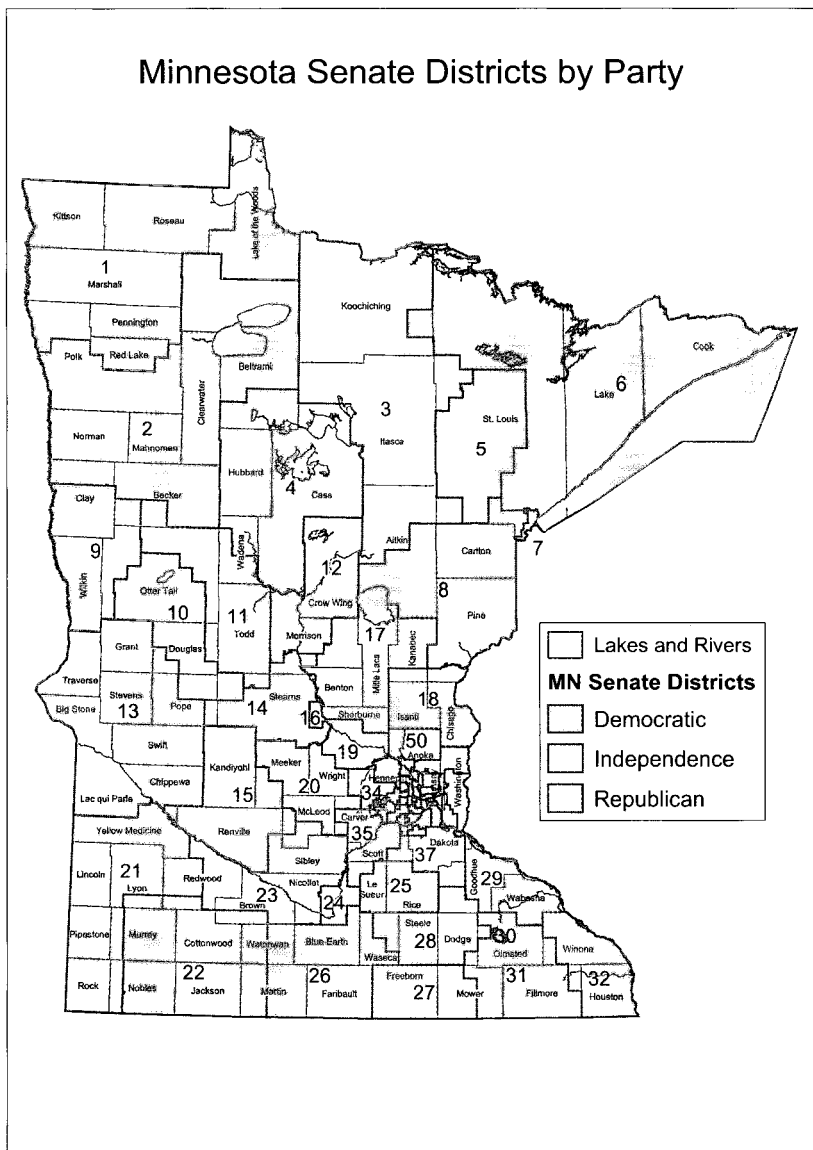 Minnesota Senate Districts by Party
Kittson
Roseau
Lake of the Woods
1
Marshall
Koochiching
Pennington
Polk
Red Lake
Beltrami
Clearwater
Cook
Lake
6
3
Itasca
St. Louis
5
Norman
2
Mahnomen
Hubbard
4
Cass
Becker
Clay
9
Wilkin
Wadena
Aitkin
Carlton
7
12
Crow Wing
8
Pine
Otter Tail
10
11
Todd
Morrison
17
Mille Lacs
Kanabec
Grant
Douglas
Traverse
Stevens
13
Pope
14
Stearns
Benton
16
Sherburne
18
Isanti
Chisago
Big Stone
Swift
Kandiyohi
15
Meeker
19
50
Anoka
Wright
20
34
Washington
Chippewa
Lac qui Parle
McLeod
Carver
35
Scott
Renville
Yellow Medicine
Sibley
Dakota
37
Lincoln
21
Lyon
Redwood
Nicollet
23
Brown
24
Le Sueur
25
Rice
Goodhue
29
Wabasha
Pipestone
Murray
Cottonwood
Watonwan
Blue Earth
Waseca
Steele
28
Dodge
30
Olmsted
Winona
Rock
Nobles
22
Jackson
Martin
26
Faribault
Freeborn
27
Mower
31
Fillmore
32
Houston
Lakes and Rivers
MN Senate Districts
Democratic
Independence
Republican